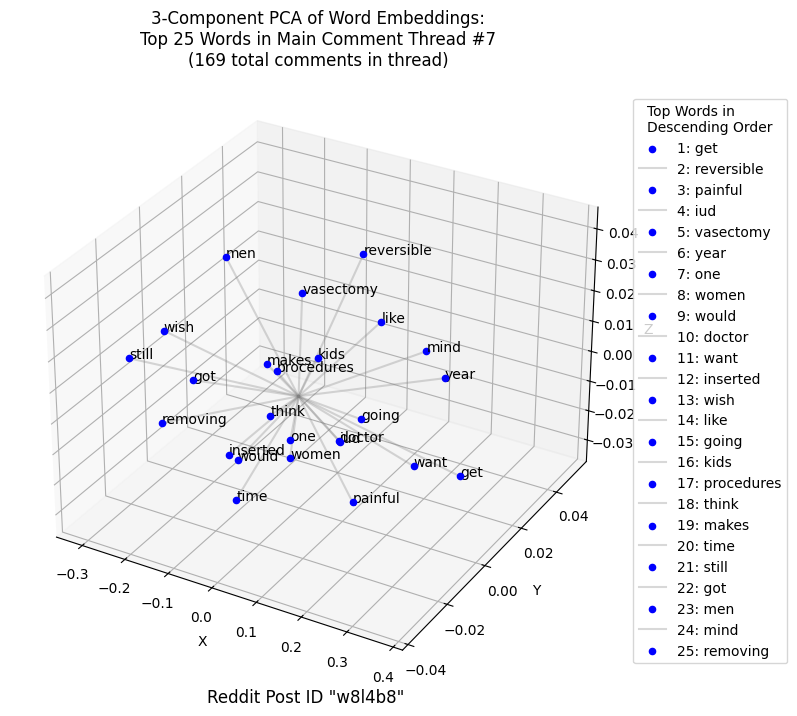 3-Component PCA of Word Embeddings:
Top 25 Words in Main Comment Thread #7
(169 total comments in thread)
Top Words in
Descending Order
1: get
2: reversible
3: painful
4: iud
5: vasectomy
6: year
7: one
8: women
9: would
10: doctor
11: want
12: inserted
13: wish
14: like
15: going
16: kids
17: procedures
18: think
19: makes
20: time
21: still
22: got
23: men
24: mind
25: removing
men
reversible
vasectomy
like
wish
still
mind
makes
kids
procedures
year
got
think
going
removing
one
iud
doctor
inserted
would
women
want
get
time
painful
0.04
0.03
0.02
0.01
Z
0.00
−0.01
−0.02
−0.03
0.04
0.02
0.00
Y
−0.02
−0.04
−0.3
−0.2
−0.1
0.0
0.1
0.2
0.3
0.4
X
Reddit Post ID "w8l4b8"